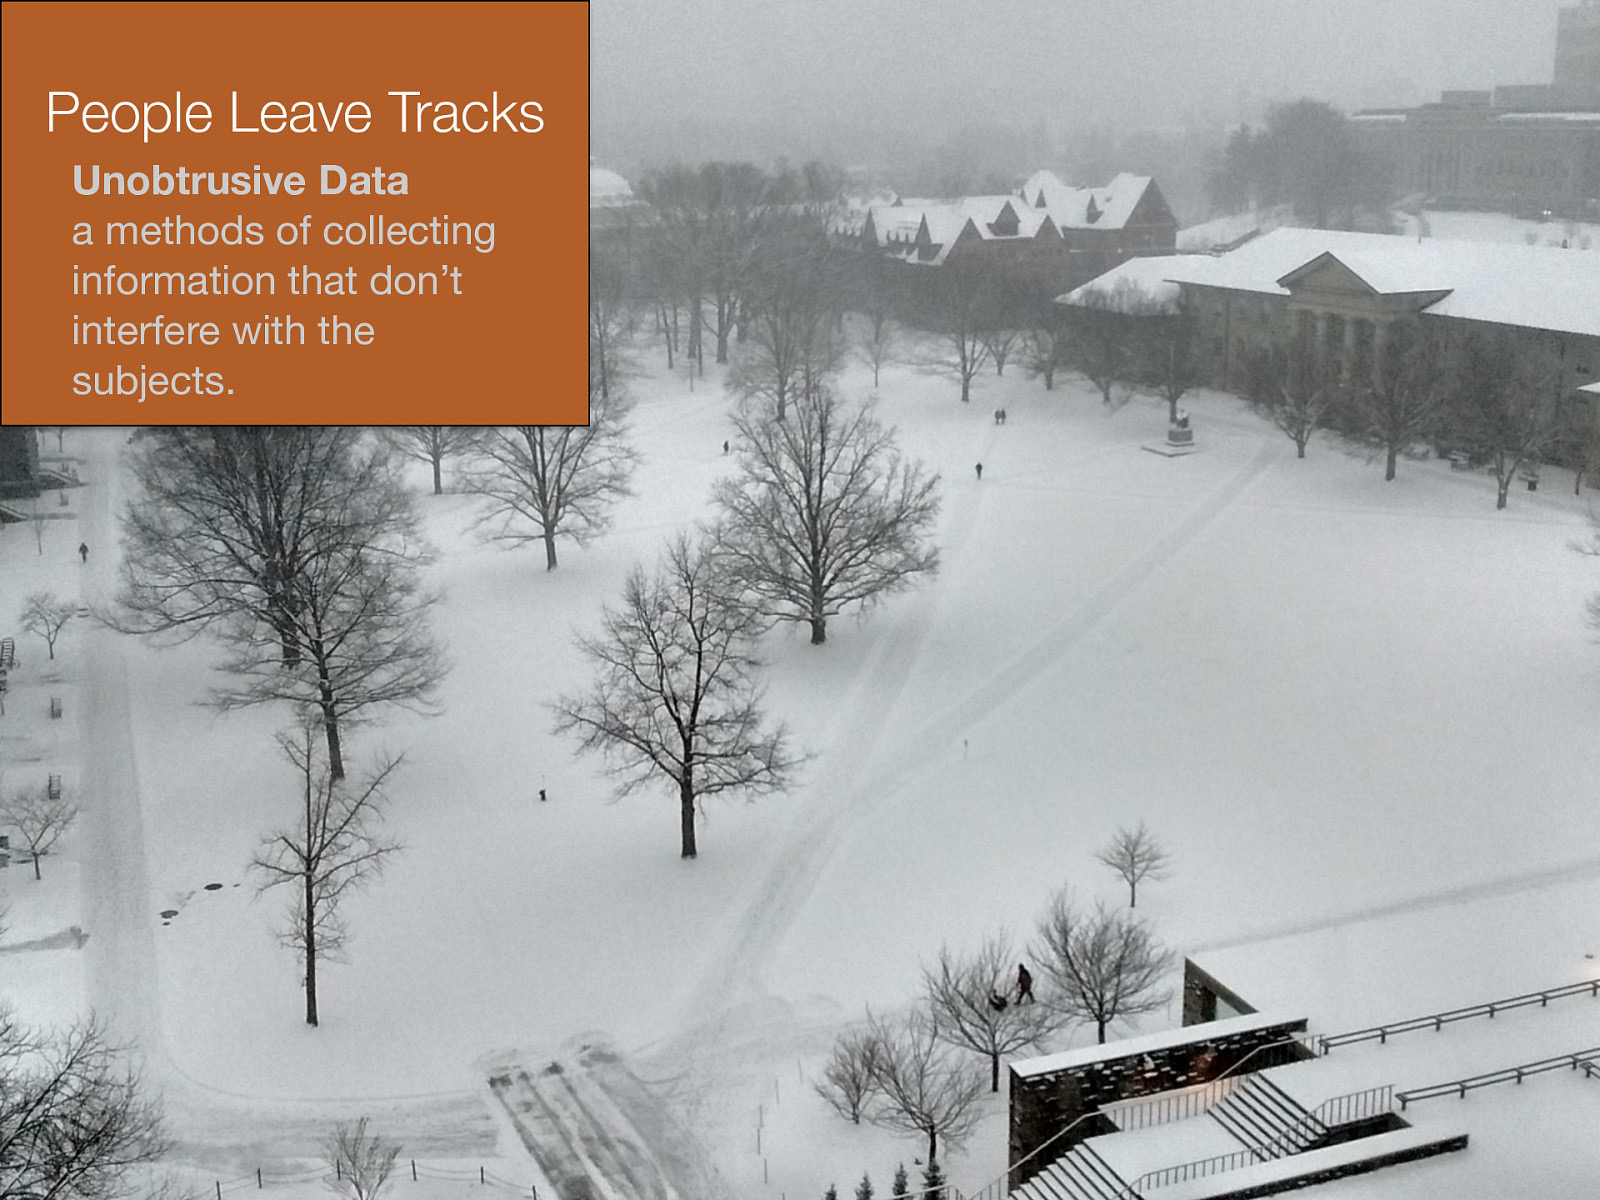 People Leave Tracks
Unobtrusive Data
a methods of collecting
information that don’t
interfere with the
subjects.